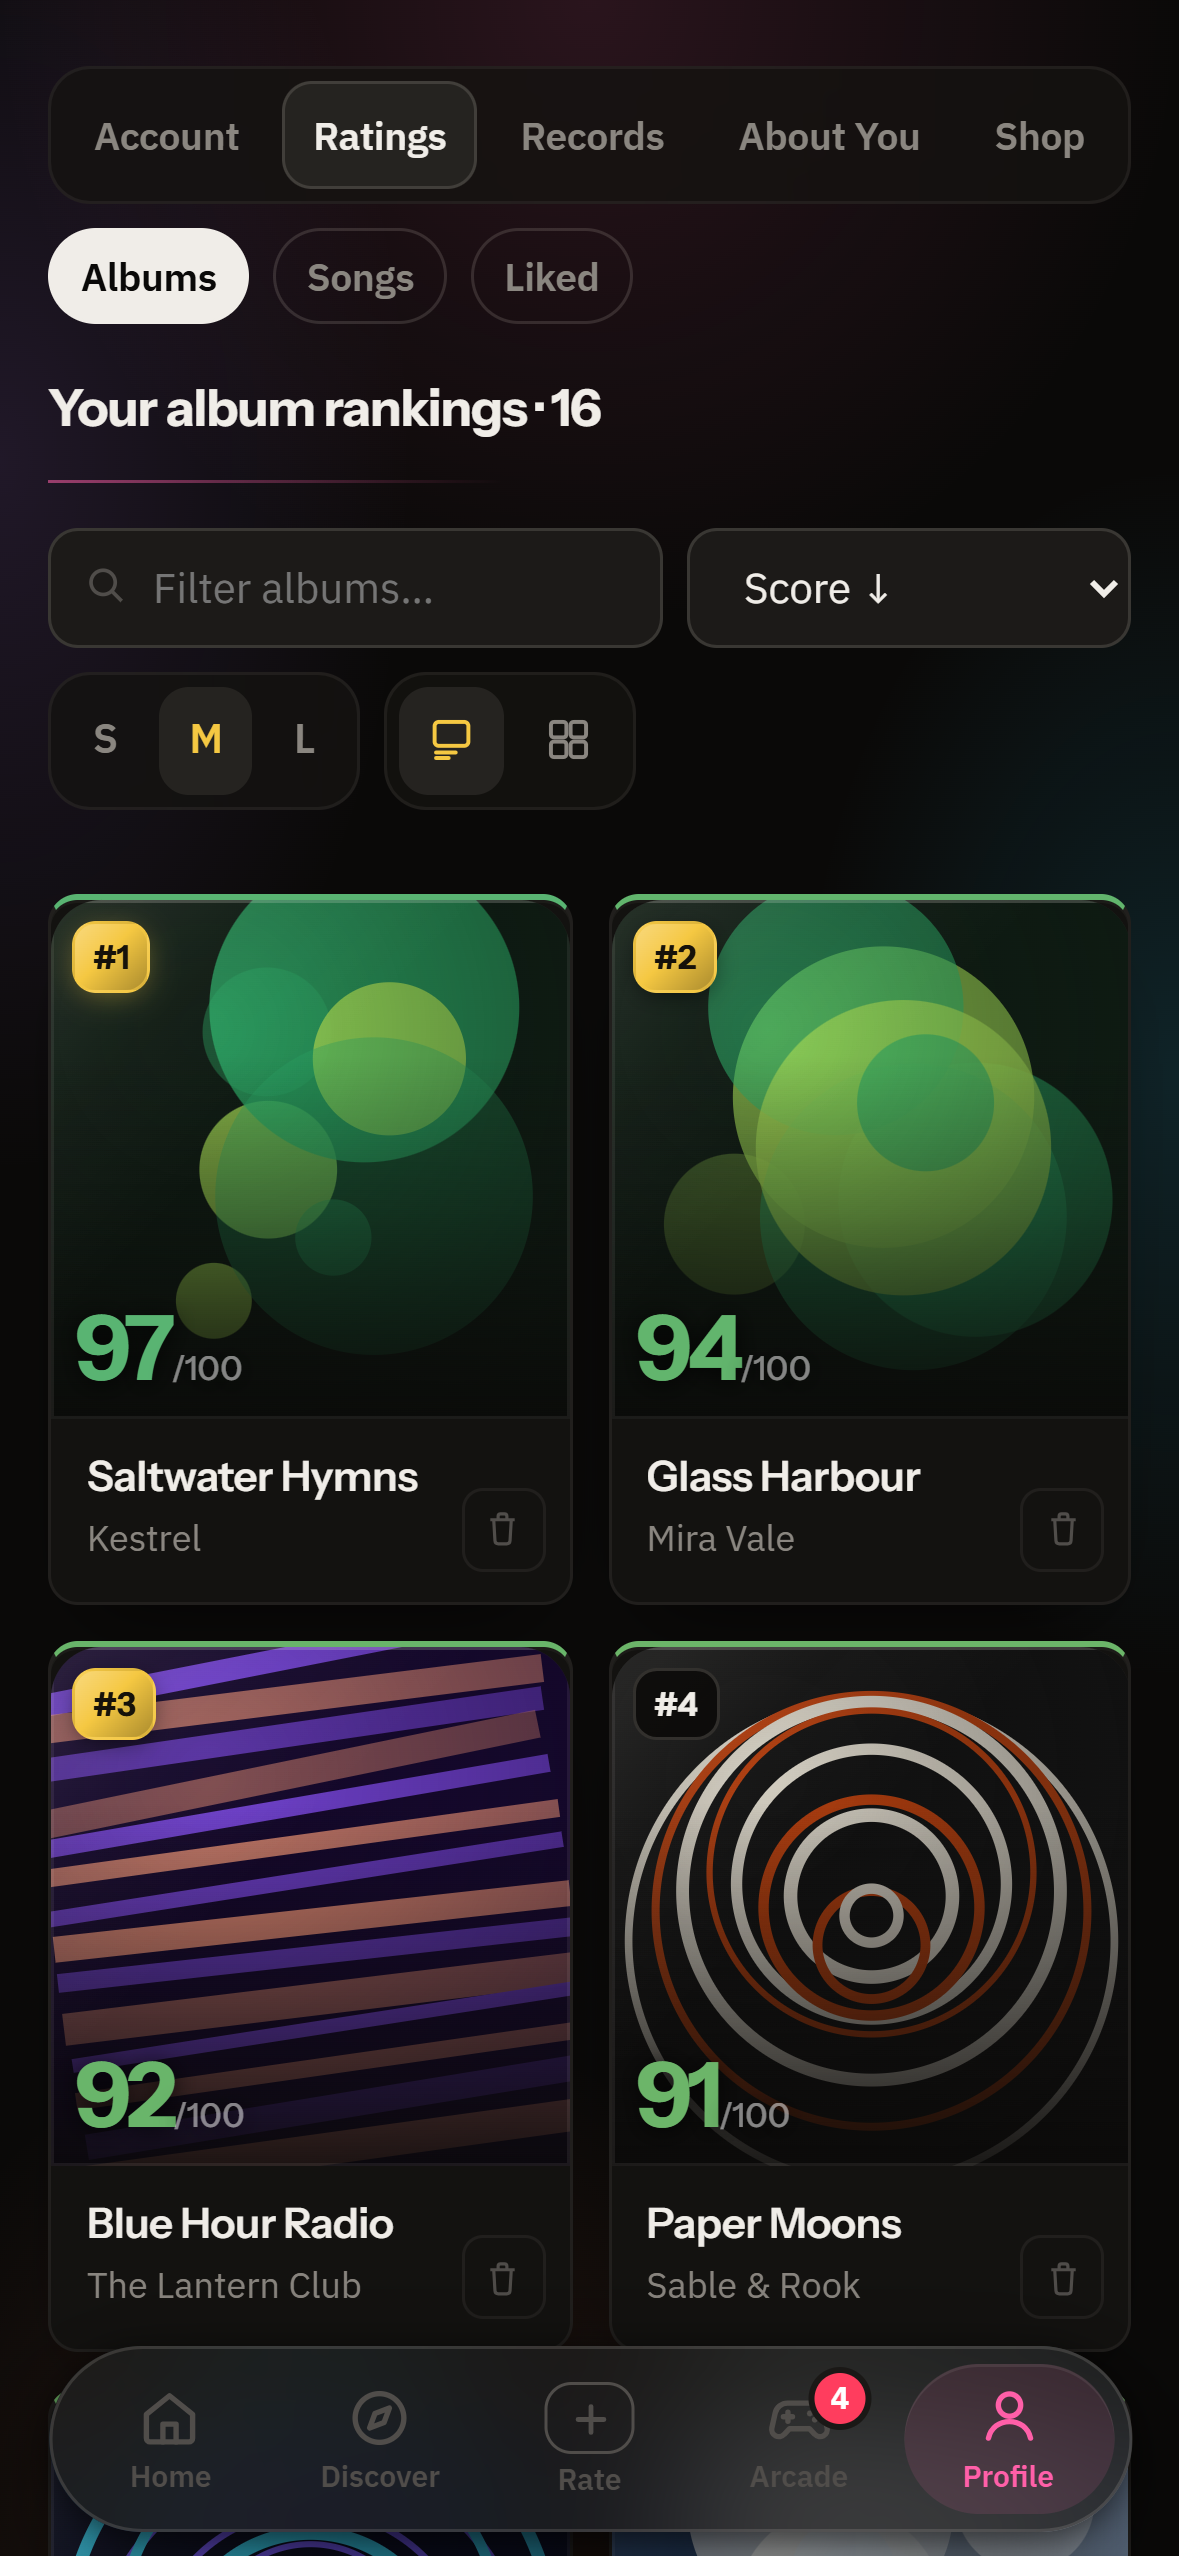 Account Ratings Records About You Shop
Albums Songs Liked
Your album rankings · 16
Filter albums... Score ↓
S M L
#1 #2
97/100 94/100
Saltwater Hymns Glass Harbour
Kestrel Mira Vale
#3 #4
92/100 91/100
Blue Hour Radio Paper Moons
The Lantern Club Sable & Rook
4
Home Discover Rate Arcade Profile